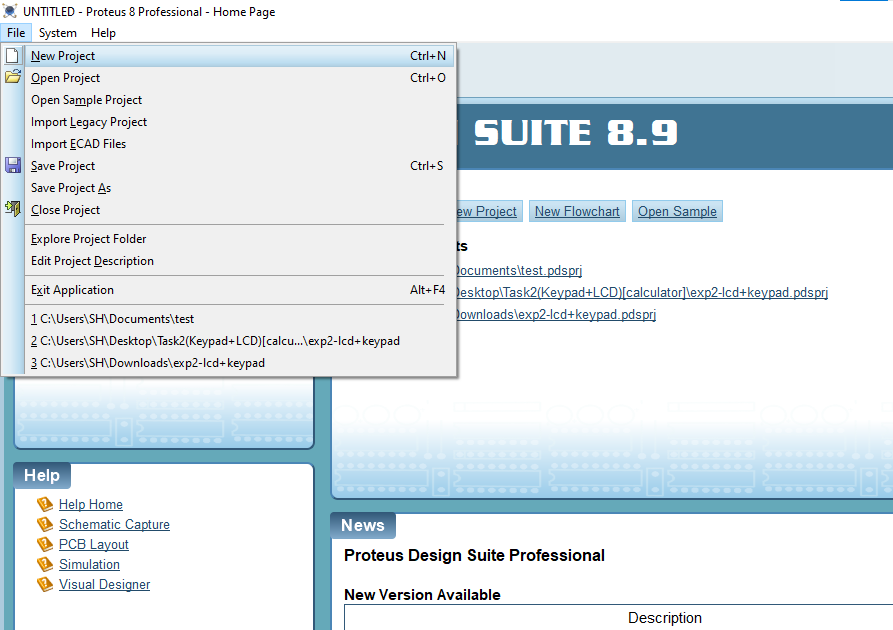 UNTITLED - Proteus 8 Professional - Home Page
File System Help
New Project Ctrl+N
Open Project Ctrl+O
Open Sample Project
Import Legacy Project
Import ECAD Files
Save Project Ctrl+S
Save Project As
Close Project
Explore Project Folder
Edit Project Description
Exit Application Alt+F4
1 C:\Users\SH\Documents\test
2 C:\Users\SH\Desktop\Task2(Keypad+LCD)[calcu...\exp2-lcd+keypad
3 C:\Users\SH\Downloads\exp2-lcd+keypad
SUITE 8.9
ew Project New Flowchart Open Sample
ts
Documents\test.pdsprj
Desktop\Task2(Keypad+LCD)[calculator]\exp2-lcd+keypad.pdsprj
Downloads\exp2-lcd+keypad.pdsprj
Help
Help Home
Schematic Capture
PCB Layout
Simulation
Visual Designer
News
Proteus Design Suite Professional
New Version Available
Description